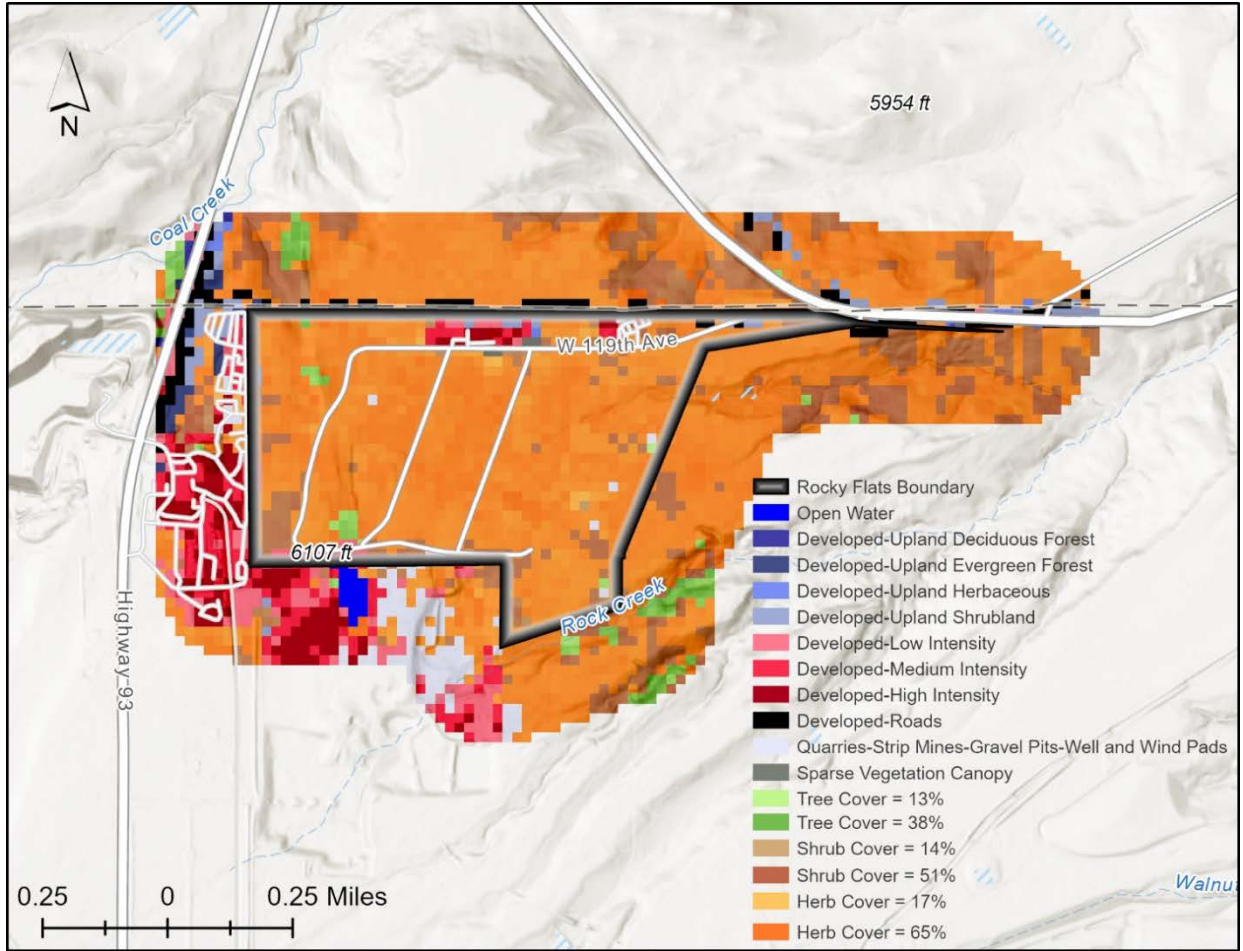 5954 ft
N
Coal Creek
W 119th Ave
6107 ft
Rock Creek
Highway-93
Rocky Flats Boundary
Open Water
Developed-Upland Deciduous Forest
Developed-Upland Evergreen Forest
Developed-Upland Herbaceous
Developed-Upland Shrubland
Developed-Low Intensity
Developed-Medium Intensity
Developed-High Intensity
Developed-Roads
Quarries-Strip Mines-Gravel Pits-Well and Wind Pads
Sparse Vegetation Canopy
Tree Cover = 13%
Tree Cover = 38%
Shrub Cover = 14%
Shrub Cover = 51%
Herb Cover = 17%
Herb Cover = 65%
Walnut
0.25 0 0.25 Miles